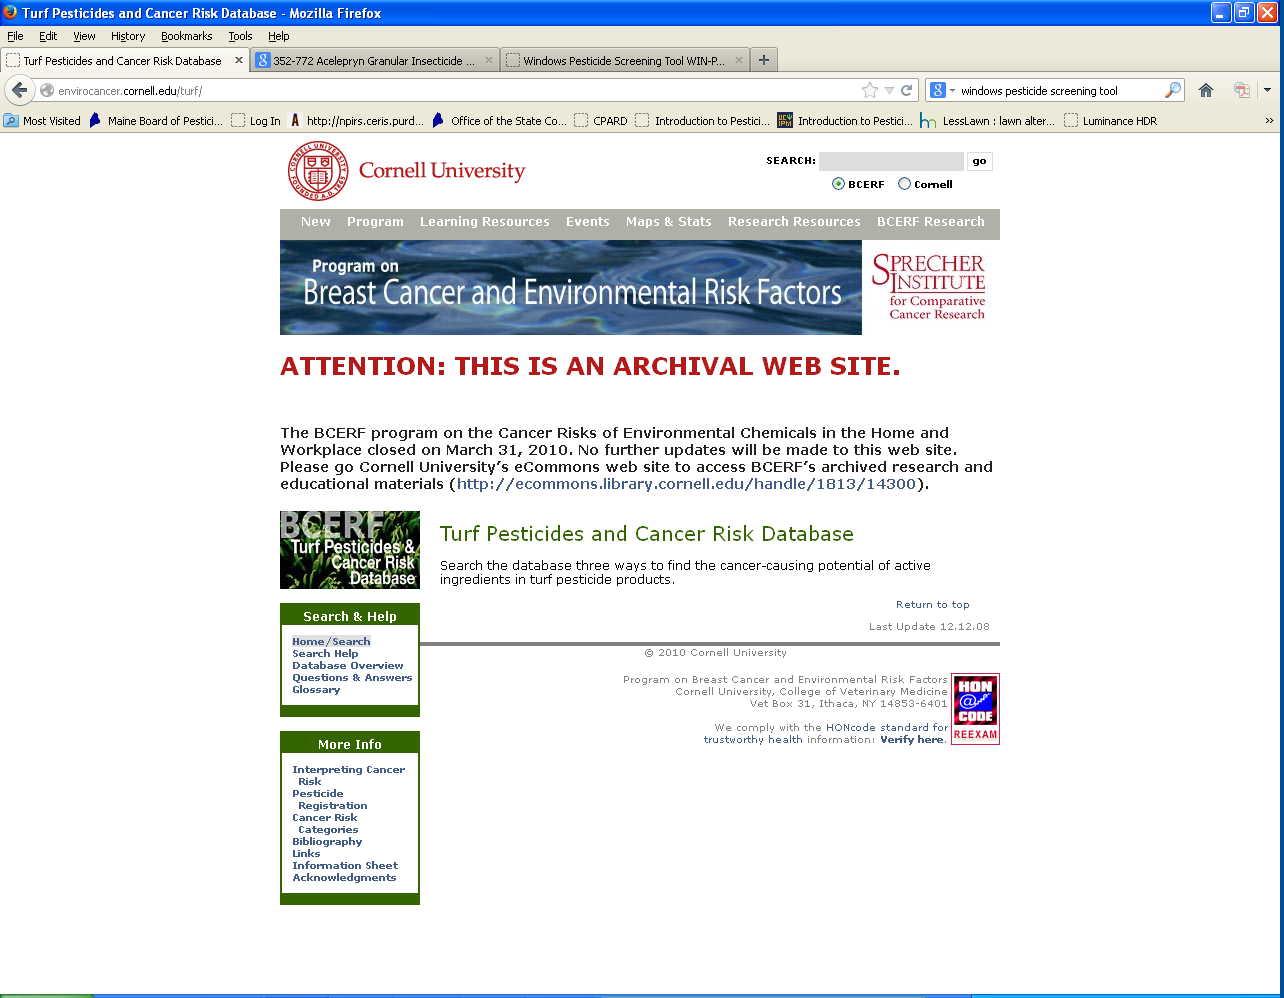 Turf Pesticides and Cancer Risk Database - Mozilla Firefox
File Edit View History Bookmarks Tools Help
Turf Pesticides and Cancer Risk Database
352-772 Acelepryn Granular Insecticide ...
Windows Pesticide Screening Tool WIN-P...
envirocancer.cornell.edu/turf/
windows pesticide screening tool
Most Visited Maine Board of Pestici... Log In http://npirs.ceris.purd... Office of the State Co... CPARD Introduction to Pestici... Introduction to Pestici... LessLawn : lawn alter... Luminance HDR
Cornell University
SEARCH: go
BCERF Cornell
New Program Learning Resources Events Maps & Stats Research Resources BCERF Research
Program on
Breast Cancer and Environmental Risk Factors
SPRECHER
INSTITUTE
for Comparative
Cancer Research
ATTENTION: THIS IS AN ARCHIVAL WEB SITE.
The BCERF program on the Cancer Risks of Environmental Chemicals in the Home and
Workplace closed on March 31, 2010. No further updates will be made to this web site.
Please go Cornell University's eCommons web site to access BCERF's archived research and
educational materials (http://ecommons.library.cornell.edu/handle/1813/14300).
BCERF
Turf Pesticides &
Cancer Risk
Database
Turf Pesticides and Cancer Risk Database
Search the database three ways to find the cancer-causing potential of active
ingredients in turf pesticide products.
Return to top
Last Update 12.12.08
Search & Help
Home/Search
Search Help
Database Overview
Questions & Answers
Glossary
© 2010 Cornell University
Program on Breast Cancer and Environmental Risk Factors
Cornell University, College of Veterinary Medicine
Vet Box 31, Ithaca, NY 14853-6401
We comply with the HONcode standard for
trustworthy health information: Verify here.
HON
@
CODE
REEXAM
More Info
Interpreting Cancer
Risk
Pesticide
Registration
Cancer Risk
Categories
Bibliography
Links
Information Sheet
Acknowledgments